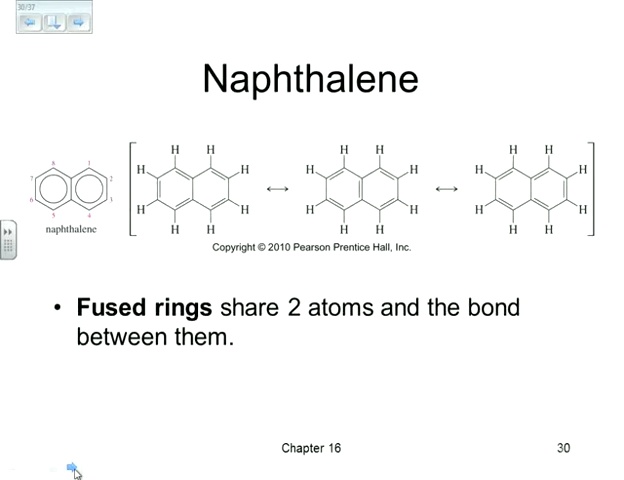 30/37
Naphthalene
8 1
7 2
6 3
5 4
naphthalene
H H H H H H
H H H H H H
H H H H H H
H H H H H H
Copyright © 2010 Pearson Prentice Hall, Inc.
• Fused rings share 2 atoms and the bond
between them.
Chapter 16
30